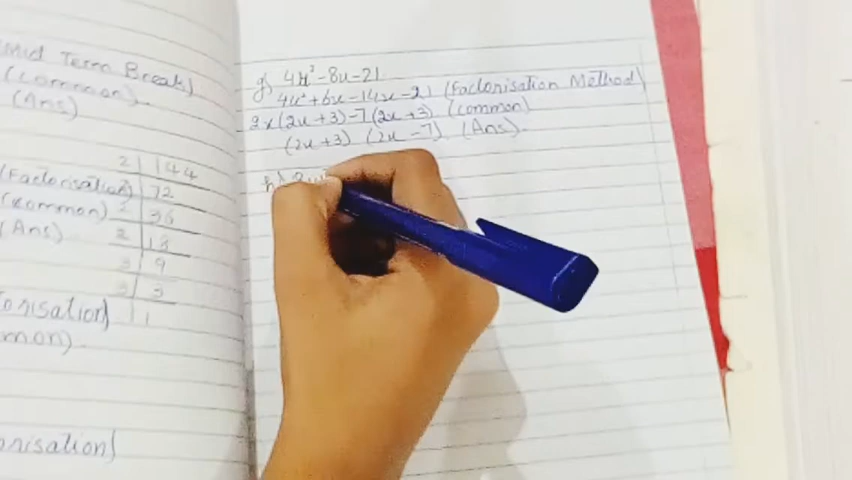 Mid Term Break)
(common)
(Ans)
2 | 144
(Factorisation) 2 | 72
(common) 2 | 36
(Ans) 2 | 18
3 | 9
3 | 3
1
orisation)
mon).
orisation)
g) 4x²-8x-21
4x²+6x-14x-21 (Factorisation Method)
2x(2x+3)-7(2x+3) (common)
(2x+3) (2x-7) (Ans).
h)